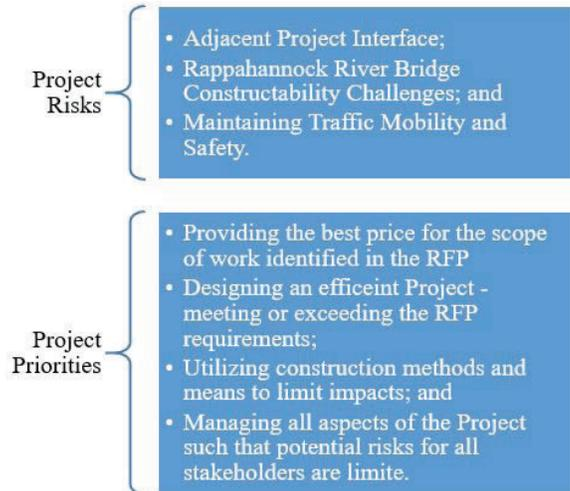 Project
Risks
• Adjacent Project Interface;
• Rappahannock River Bridge
Constructability Challenges; and
• Maintaining Traffic Mobility and
Safety.
Project
Priorities
• Providing the best price for the scope
of work identified in the RFP
• Designing an efficeint Project -
meeting or exceeding the RFP
requirements;
• Utilizing construction methods and
means to limit impacts; and
• Managing all aspects of the Project
such that potential risks for all
stakeholders are limite.